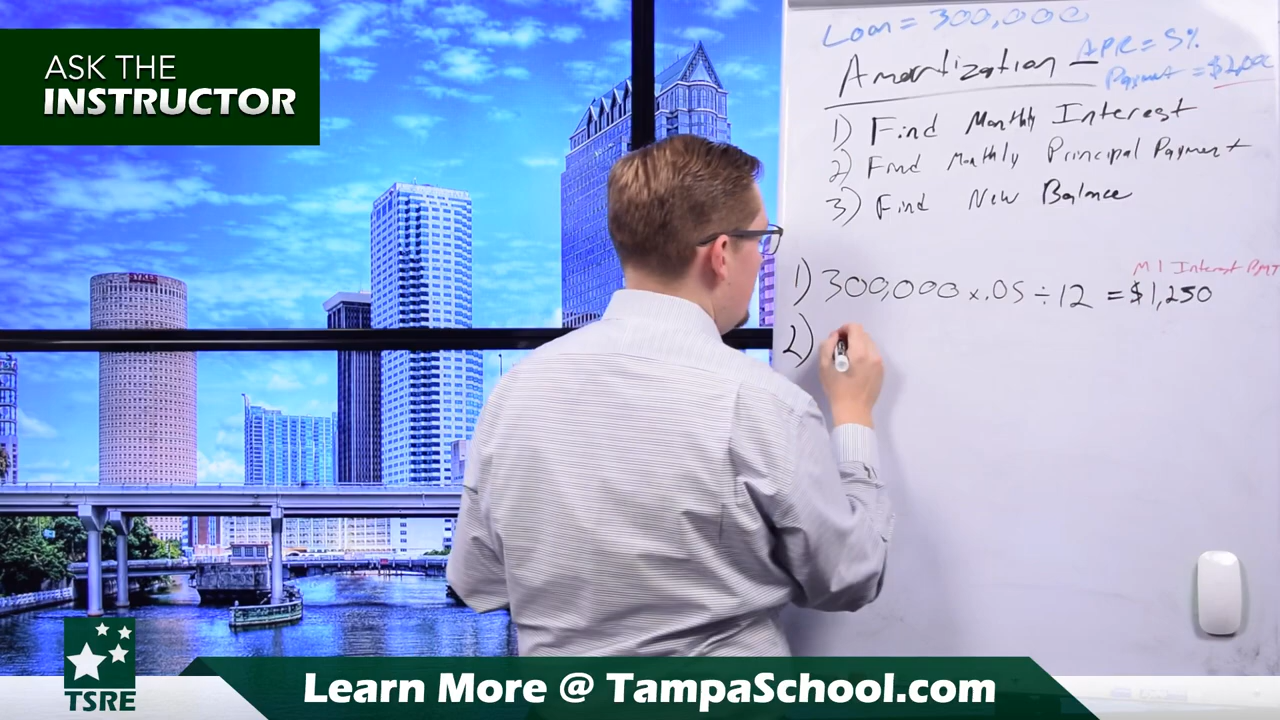 ASK THE
INSTRUCTOR
SYKES
Loan = 300,000
Amortization –
APR = 5%
Payment = $2,000
1) Find Monthly Interest
2) Find Monthly Principal Payment
3) Find New Balance
M1 Interest PMT
1) 300,000 x .05 ÷ 12 = $1,250
2)
TSRE
Learn More @ TampaSchool.com